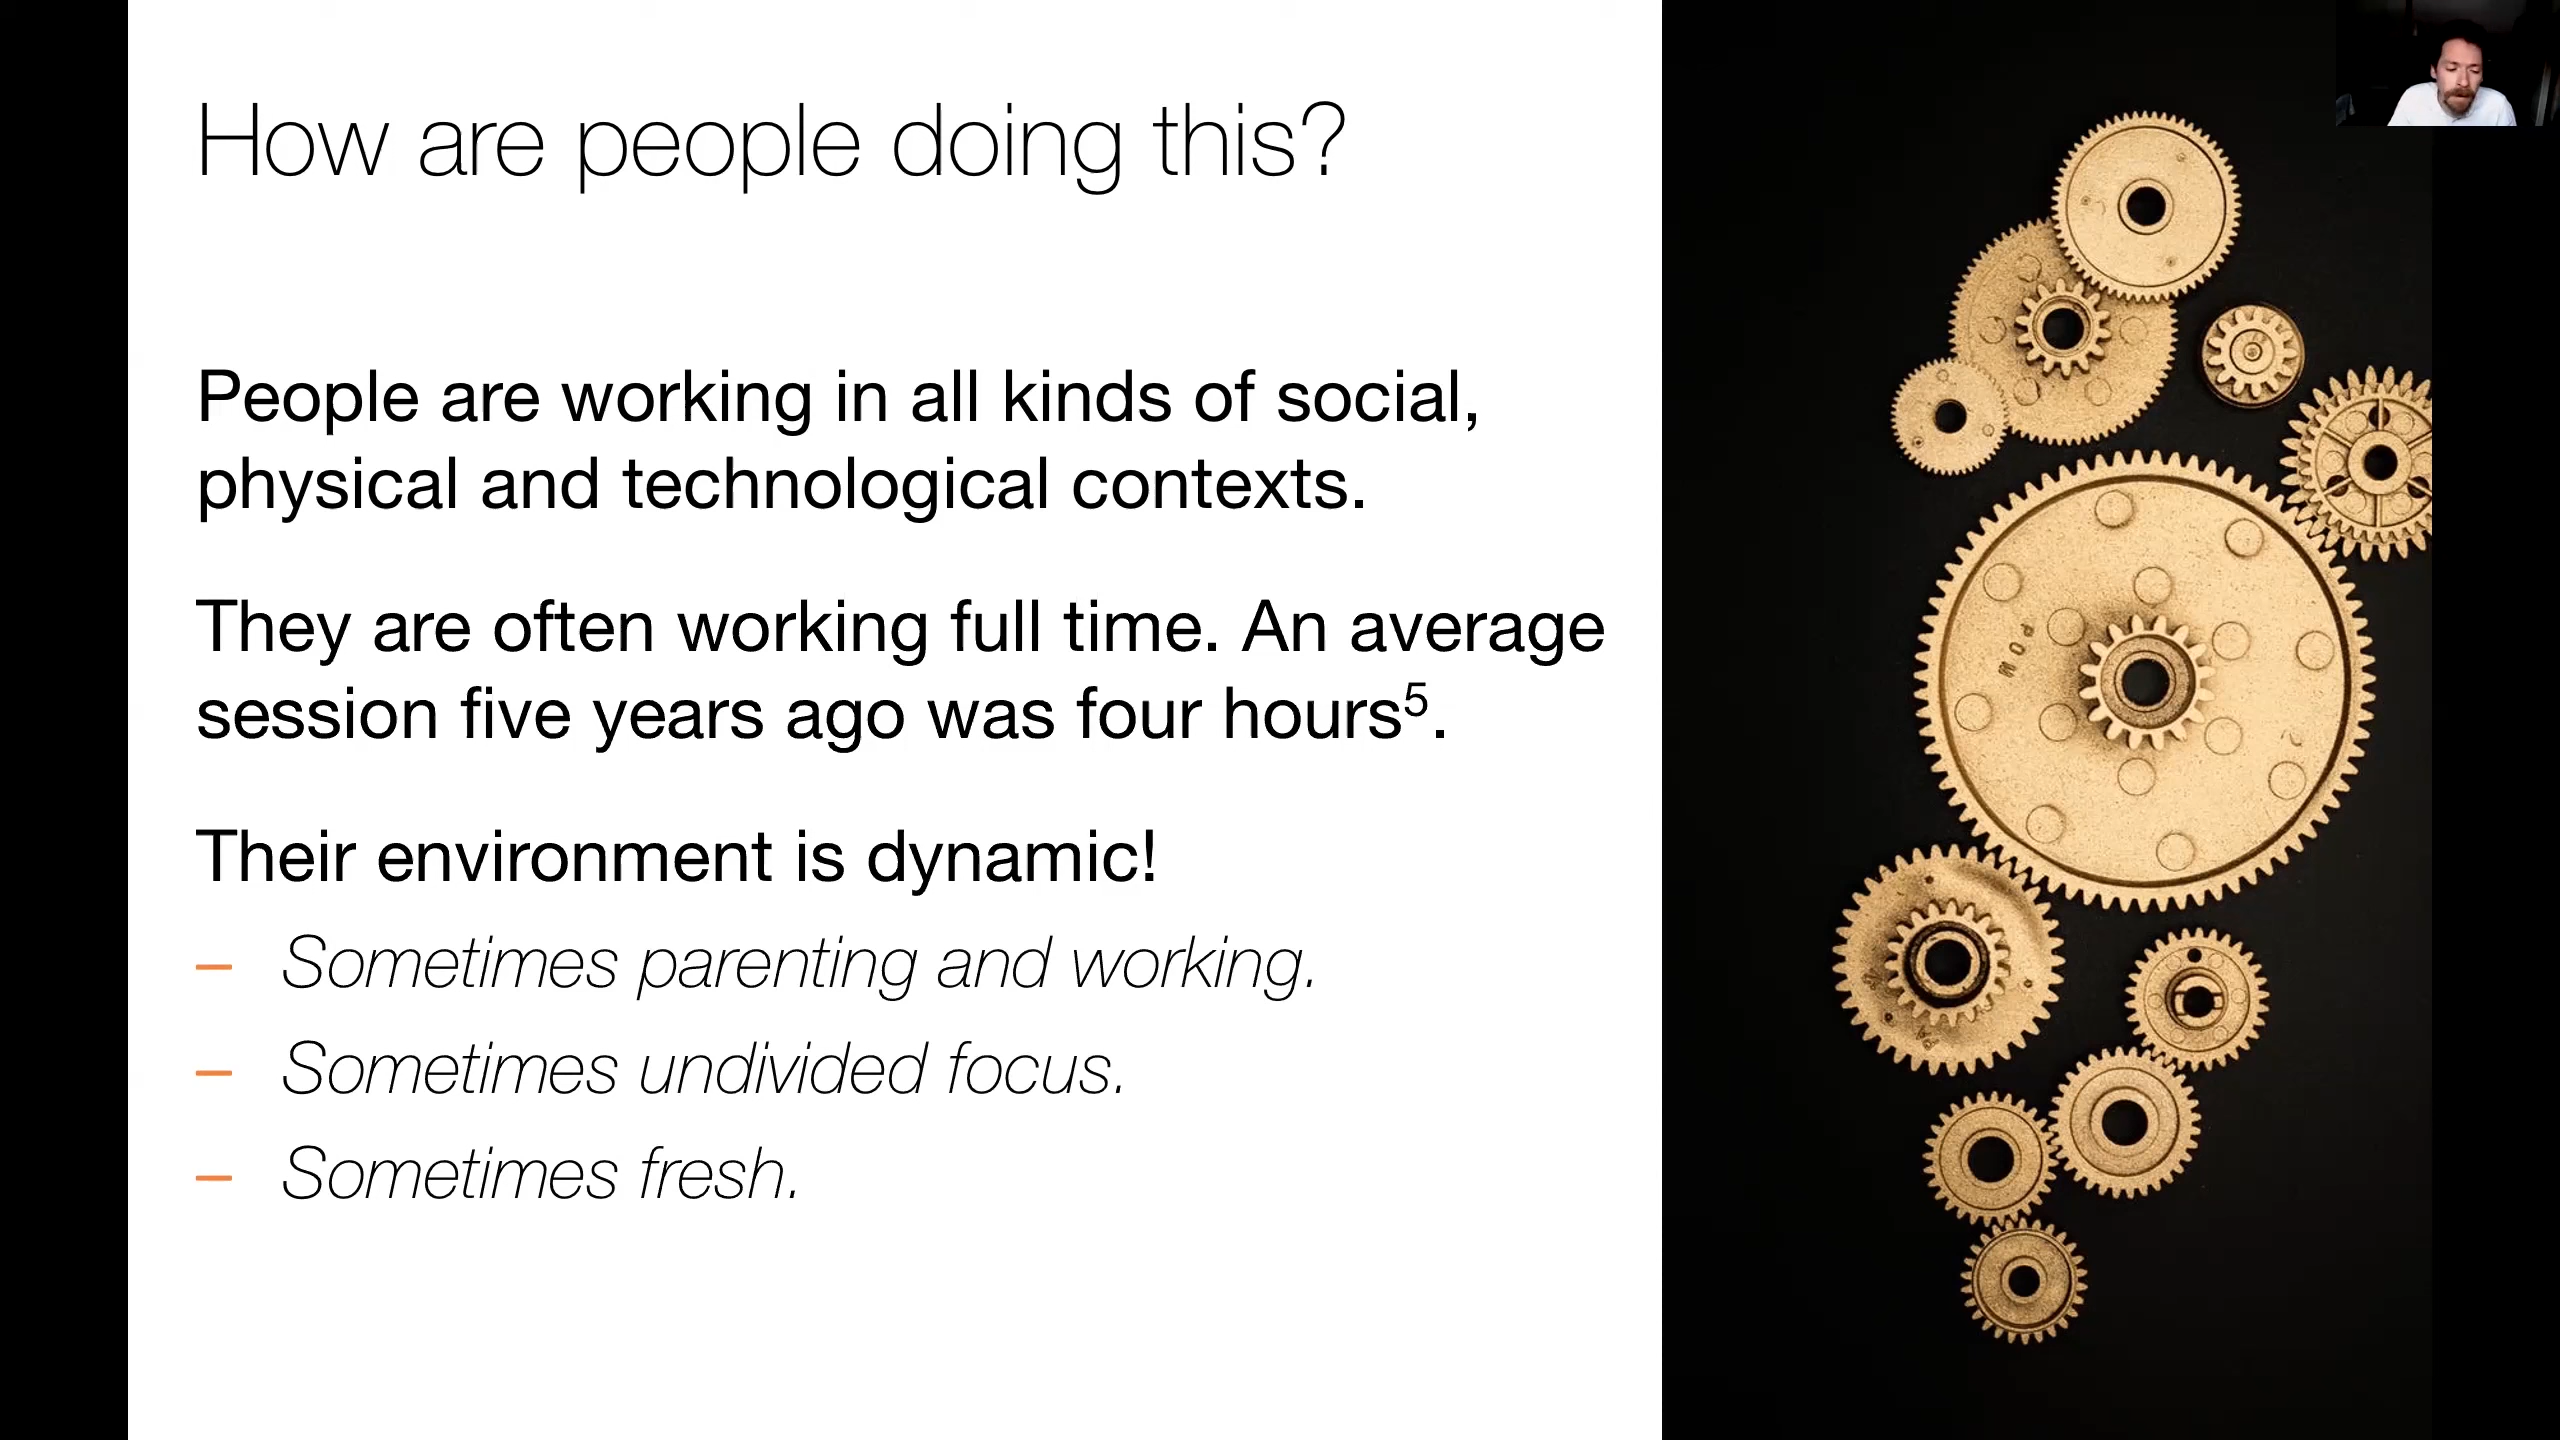 How are people doing this?
People are working in all kinds of social,
physical and technological contexts.
They are often working full time. An average
session five years ago was four hours⁵.
Their environment is dynamic!
– Sometimes parenting and working.
– Sometimes undivided focus.
– Sometimes fresh.
POM